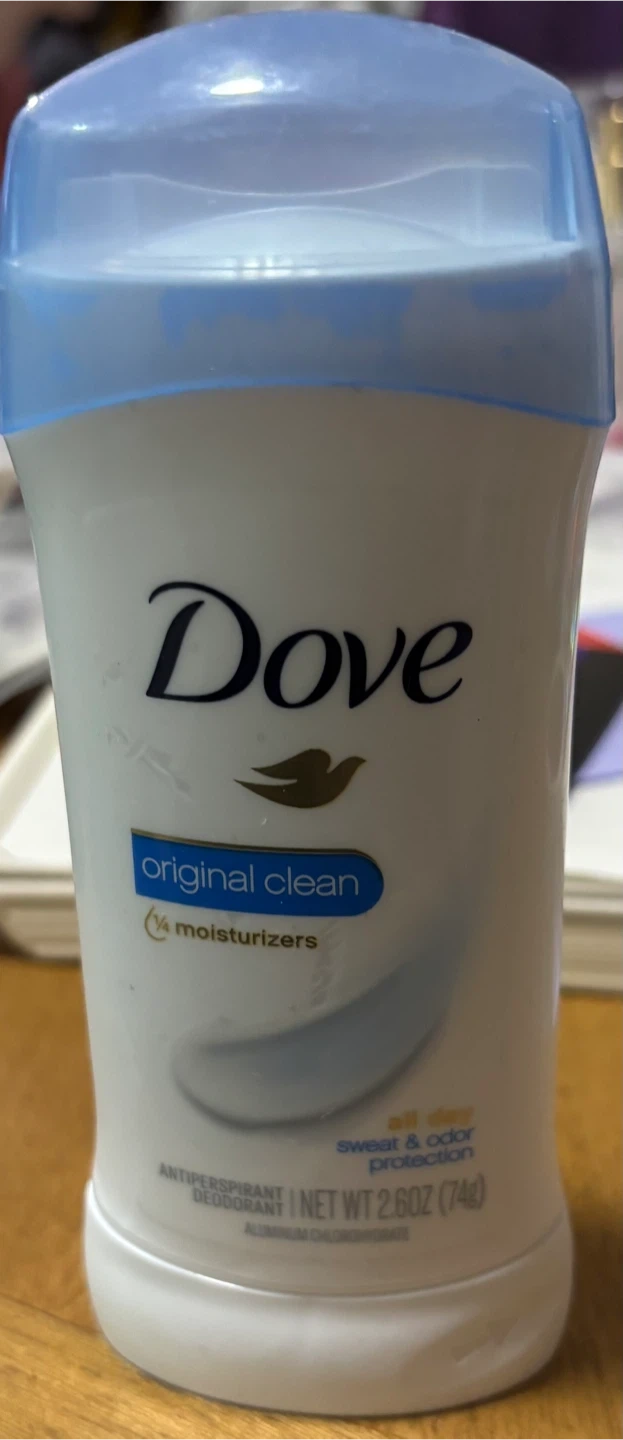 Dove
original clean
1/4 moisturizers
all day
sweat & odor
protection
ANTIPERSPIRANT
DEODORANT | NET WT 2.6OZ (74g)
ALUMINUM CHLOROHYDRATE